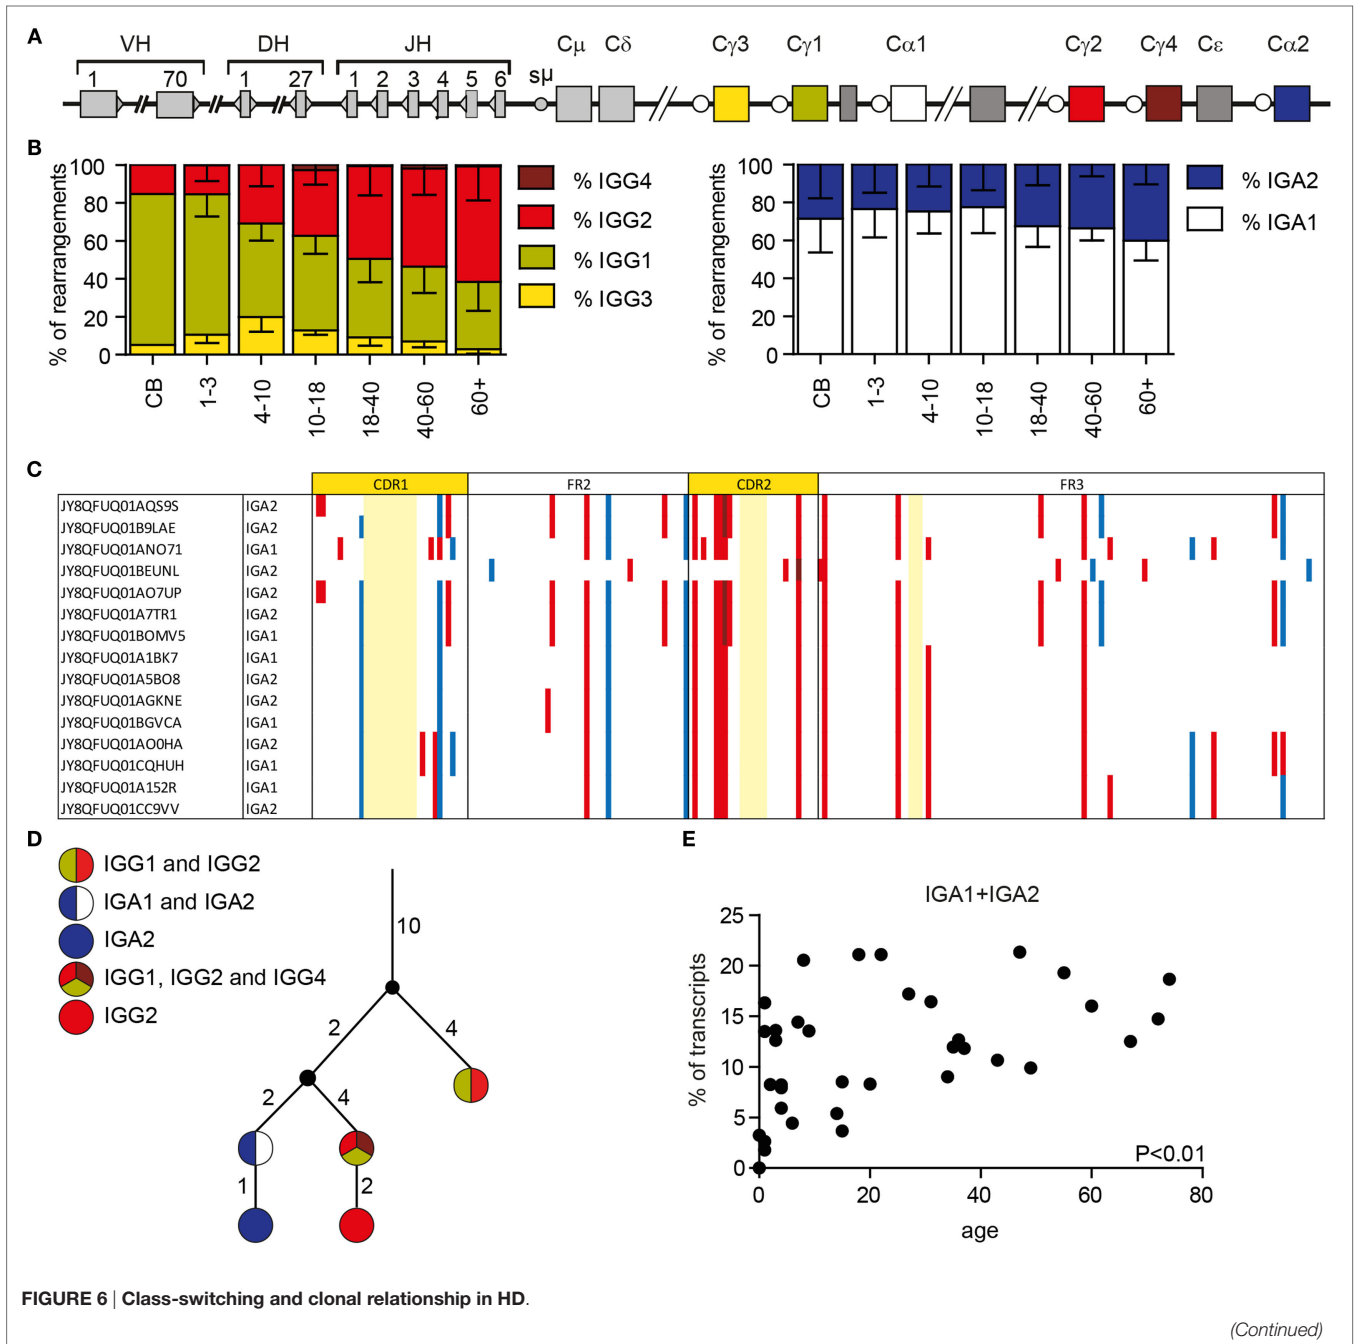 A
VH DH JH Cμ Cδ Cγ3 Cγ1 Cα1 Cγ2 Cγ4 Cε Cα2
1 70 1 27 1 2 3 4 5 6 sμ
B
% of rearrangements
100
80
60
40
20
0
CB 1-3 4-10 10-18 18-40 40-60 60+
% IGG4
% IGG2
% IGG1
% IGG3
% of rearrangements
100
80
60
40
20
0
CB 1-3 4-10 10-18 18-40 40-60 60+
% IGA2
% IGA1
C
CDR1 FR2 CDR2 FR3
JY8QFUQ01AQS9S IGA2
JY8QFUQ01B9LAE IGA2
JY8QFUQ01ANO71 IGA1
JY8QFUQ01BEUNL IGA2
JY8QFUQ01AO7UP IGA2
JY8QFUQ01A7TR1 IGA2
JY8QFUQ01BOMV5 IGA1
JY8QFUQ01A1BK7 IGA1
JY8QFUQ01A5BO8 IGA2
JY8QFUQ01AGKNE IGA2
JY8QFUQ01BGVCA IGA1
JY8QFUQ01AO0HA IGA2
JY8QFUQ01CQHUH IGA1
JY8QFUQ01A152R IGA1
JY8QFUQ01CC9VV IGA2
D
IGG1 and IGG2
IGA1 and IGA2
IGA2
IGG1, IGG2 and IGG4
IGG2
10
2 4
2 4
1 2
E
IGA1+IGA2
% of transcripts
25
20
15
10
5
0
P<0.01
0 20 40 60 80
age
FIGURE 6 | Class-switching and clonal relationship in HD.
(Continued)